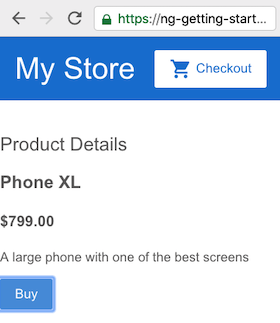 https://ng-getting-start...
My Store
Checkout
Product Details
Phone XL
$799.00
A large phone with one of the best screens
Buy